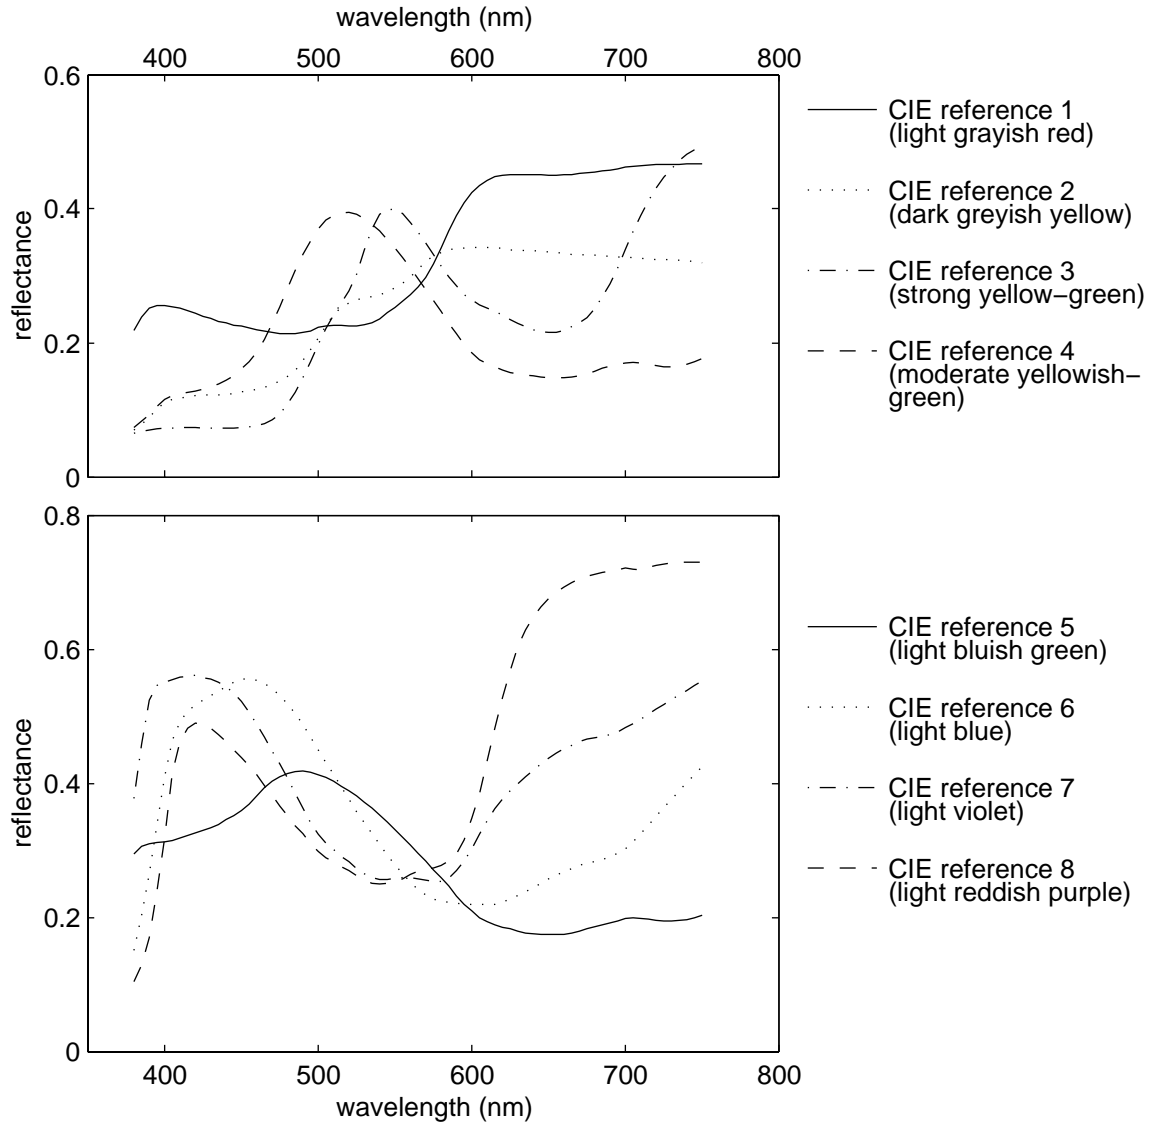 wavelength (nm)
400 500 600 700 800
0.6
0.4
0.2
0
reflectance
CIE reference 1
(light grayish red)
CIE reference 2
(dark greyish yellow)
CIE reference 3
(strong yellow−green)
CIE reference 4
(moderate yellowish−
green)
0.8
0.6
0.4
0.2
0
reflectance
400 500 600 700 800
wavelength (nm)
CIE reference 5
(light bluish green)
CIE reference 6
(light blue)
CIE reference 7
(light violet)
CIE reference 8
(light reddish purple)